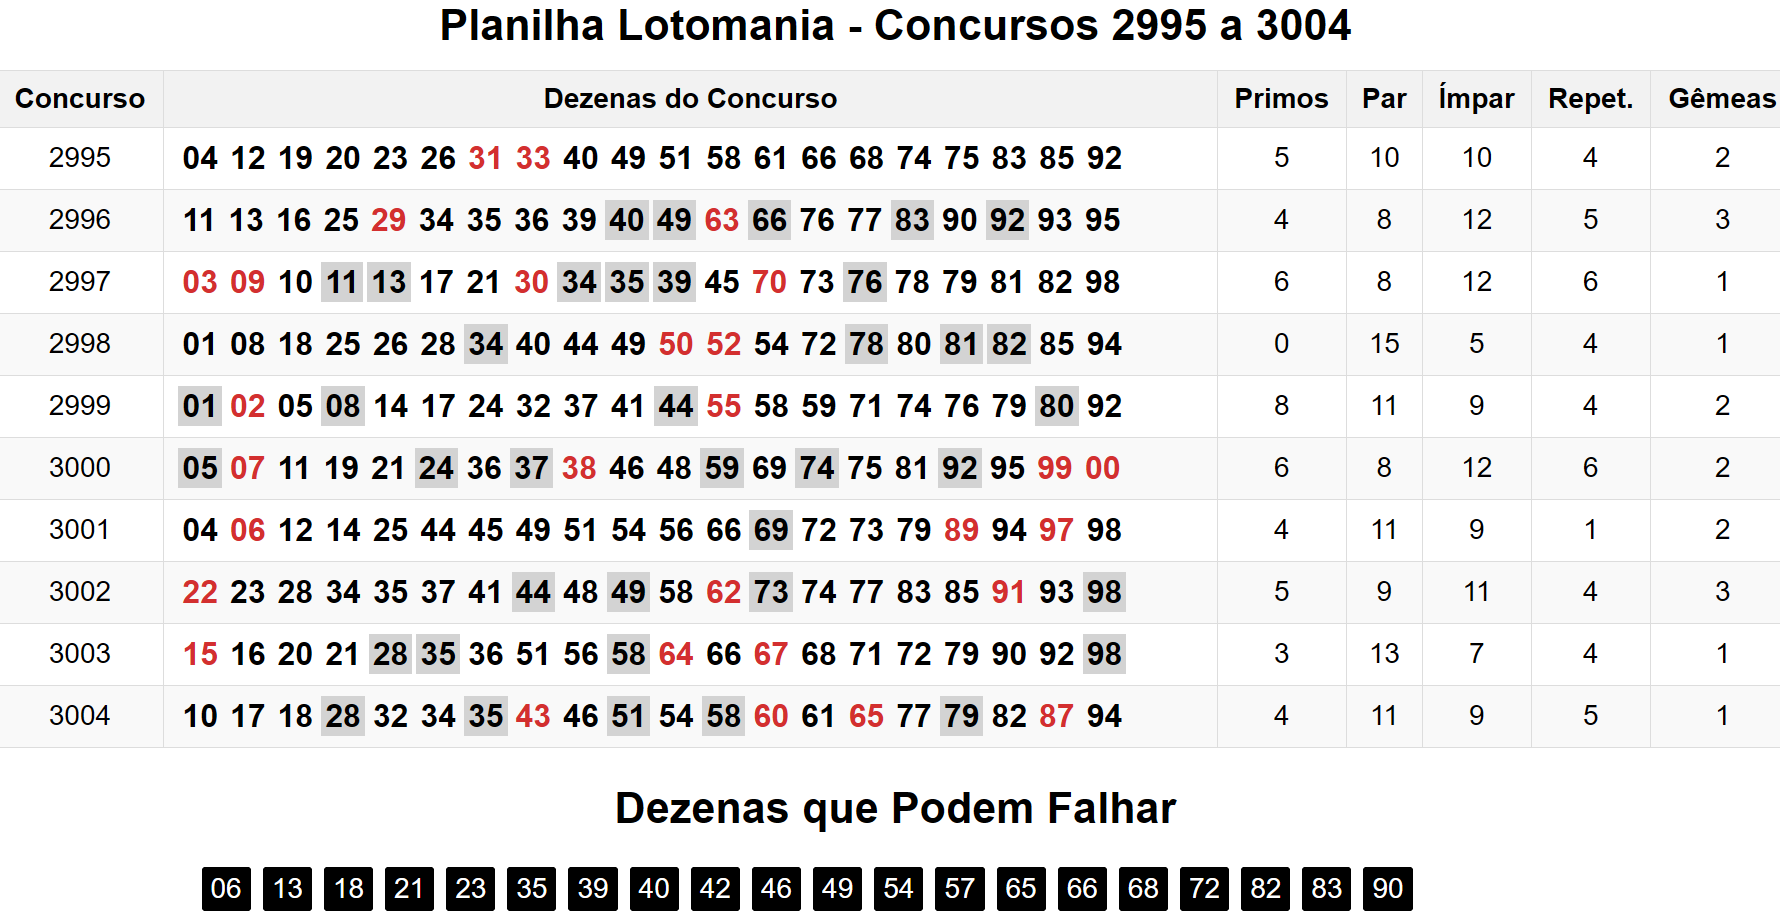 Planilha Lotomania - Concursos 2995 a 3004
Concurso Dezenas do Concurso Primos Par Ímpar Repet. Gêmeas
2995 04 12 19 20 23 26 31 33 40 49 51 58 61 66 68 74 75 83 85 92 5 10 10 4 2
2996 11 13 16 25 29 34 35 36 39 40 49 63 66 76 77 83 90 92 93 95 4 8 12 5 3
2997 03 09 10 11 13 17 21 30 34 35 39 45 70 73 76 78 79 81 82 98 6 8 12 6 1
2998 01 08 18 25 26 28 34 40 44 49 50 52 54 72 78 80 81 82 85 94 0 15 5 4 1
2999 01 02 05 08 14 17 24 32 37 41 44 55 58 59 71 74 76 79 80 92 8 11 9 4 2
3000 05 07 11 19 21 24 36 37 38 46 48 59 69 74 75 81 92 95 99 00 6 8 12 6 2
3001 04 06 12 14 25 44 45 49 51 54 56 66 69 72 73 79 89 94 97 98 4 11 9 1 2
3002 22 23 28 34 35 37 41 44 48 49 58 62 73 74 77 83 85 91 93 98 5 9 11 4 3
3003 15 16 20 21 28 35 36 51 56 58 64 66 67 68 71 72 79 90 92 98 3 13 7 4 1
3004 10 17 18 28 32 34 35 43 46 51 54 58 60 61 65 77 79 82 87 94 4 11 9 5 1
Dezenas que Podem Falhar
06 13 18 21 23 35 39 40 42 46 49 54 57 65 66 68 72 82 83 90